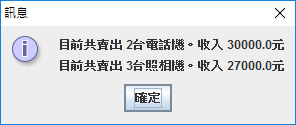 訊息
目前共賣出 2台電話機。收入 30000.0元
目前共賣出 3台照相機。收入 27000.0元
確定